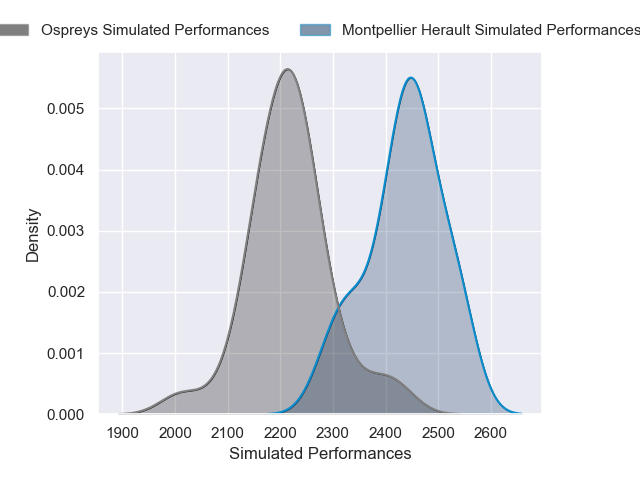 Ospreys Simulated Performances Montpellier Herault Simulated Performances
0.005
0.004
0.003
0.002
0.001
0.000
Density
1900 2000 2100 2200 2300 2400 2500 2600
Simulated Performances